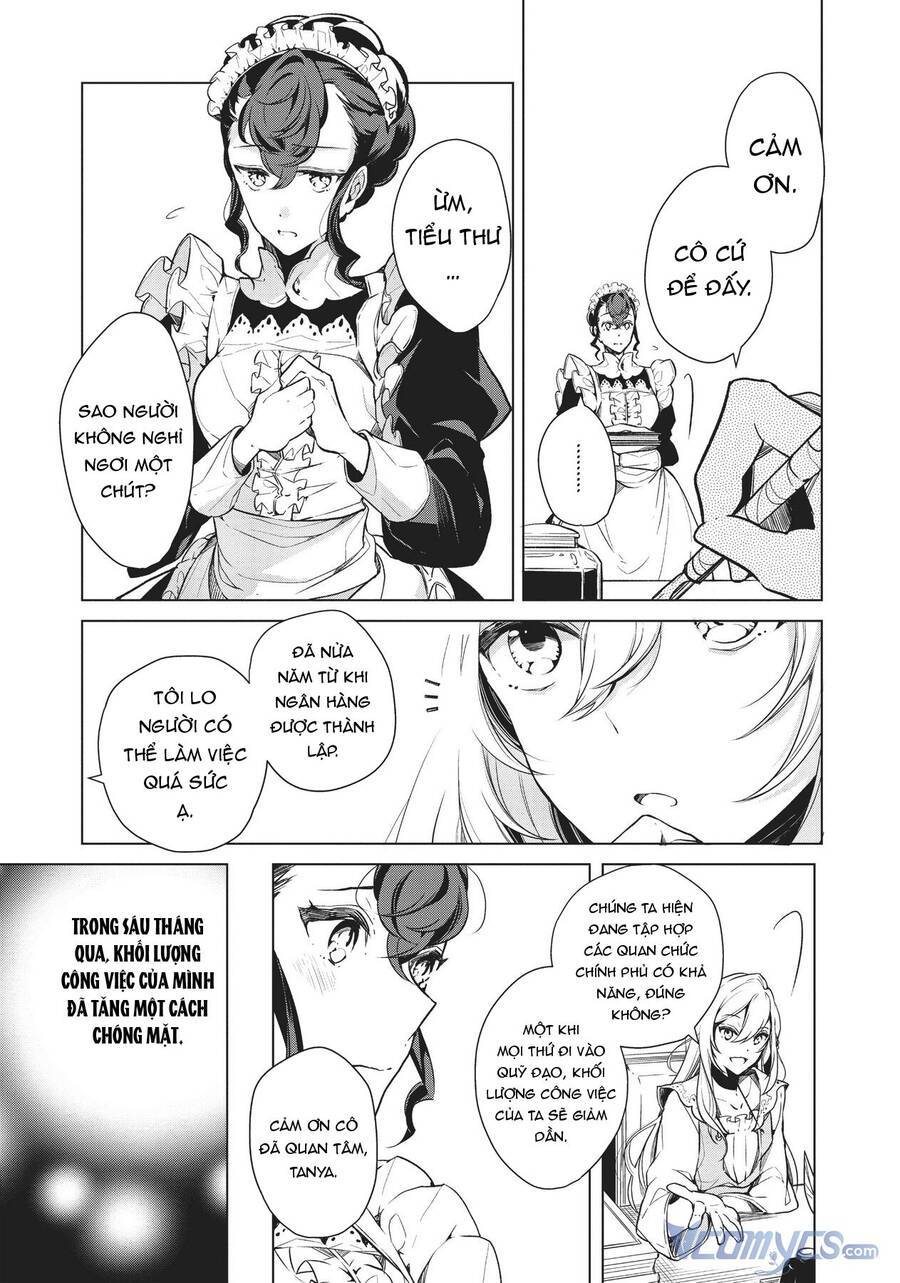 CẢM
ƠN.
CÔ CỨ
ĐỂ ĐẤY.
.........
ỪM,
TIỂU THƯ
...
SAO NGƯỜI
KHÔNG NGHỈ
NGƠI MỘT
CHÚT?
ĐÃ NỬA
NĂM TỪ KHI
NGÂN HÀNG
ĐƯỢC THÀNH
LẬP.
TÔI LO
NGƯỜI CÓ
THỂ LÀM VIỆC
QUÁ SỨC
Ạ.
CHÚNG TA HIỆN
ĐANG TẬP HỢP
CÁC QUAN CHỨC
CHÍNH PHỦ CÓ KHẢ
NĂNG, ĐÚNG
KHÔNG?
MỘT KHI
MỌI THỨ ĐI VÀO
QUỸ ĐẠO, KHỐI
LƯỢNG CÔNG VIỆC
CỦA TA SẼ GIẢM
DẦN.
CẢM ƠN CÔ
ĐÃ QUAN TÂM,
TANYA.
TRONG SÁU THÁNG
QUA, KHỐI LƯỢNG
CÔNG VIỆC CỦA MÌNH
ĐÃ TĂNG MỘT CÁCH
CHÓNG MẶT.
VCOMYCS.com